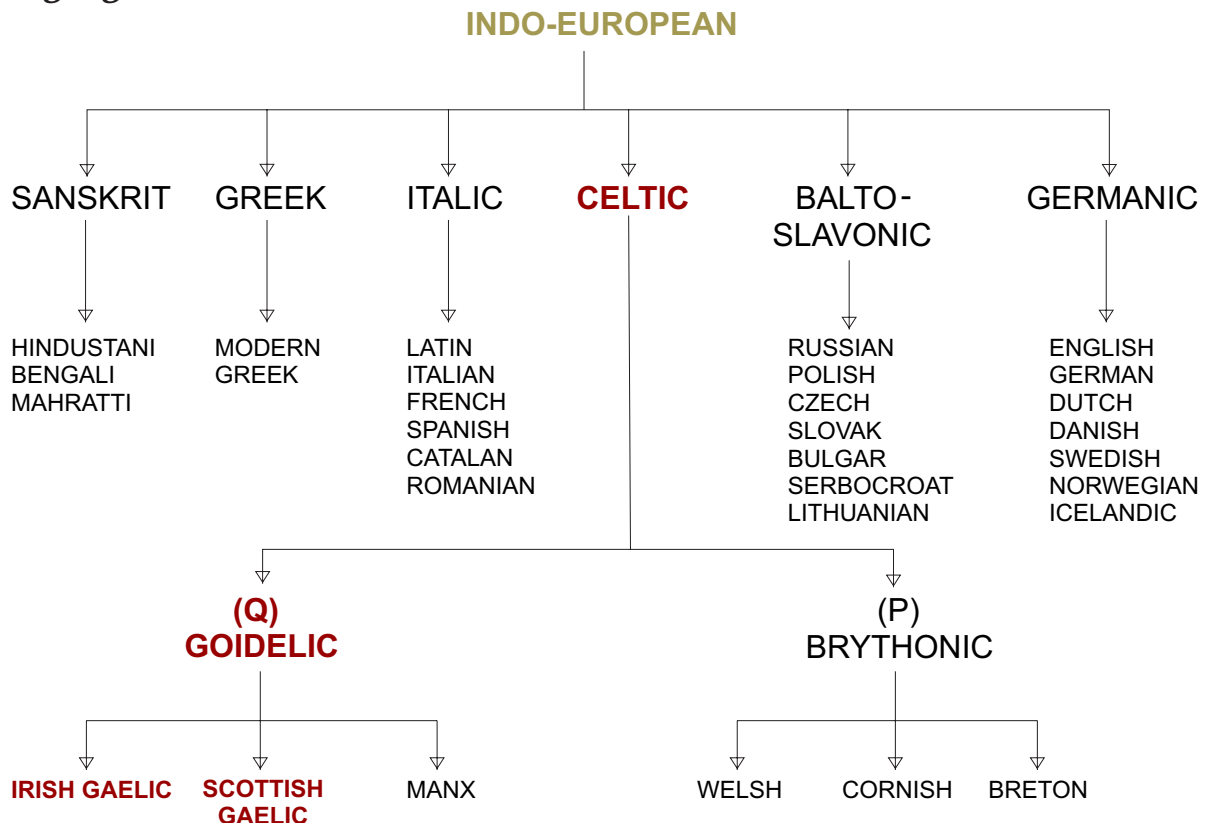 INDO-EUROPEAN
SANSKRIT
GREEK
ITALIC
CELTIC
BALTO-
SLAVONIC
GERMANIC
HINDUSTANI
BENGALI
MAHRATTI
MODERN
GREEK
LATIN
ITALIAN
FRENCH
SPANISH
CATALAN
ROMANIAN
RUSSIAN
POLISH
CZECH
SLOVAK
BULGAR
SERBOCROAT
LITHUANIAN
ENGLISH
GERMAN
DUTCH
DANISH
SWEDISH
NORWEGIAN
ICELANDIC
(Q)
GOIDELIC
(P)
BRYTHONIC
IRISH GAELIC
SCOTTISH
GAELIC
MANX
WELSH
CORNISH
BRETON